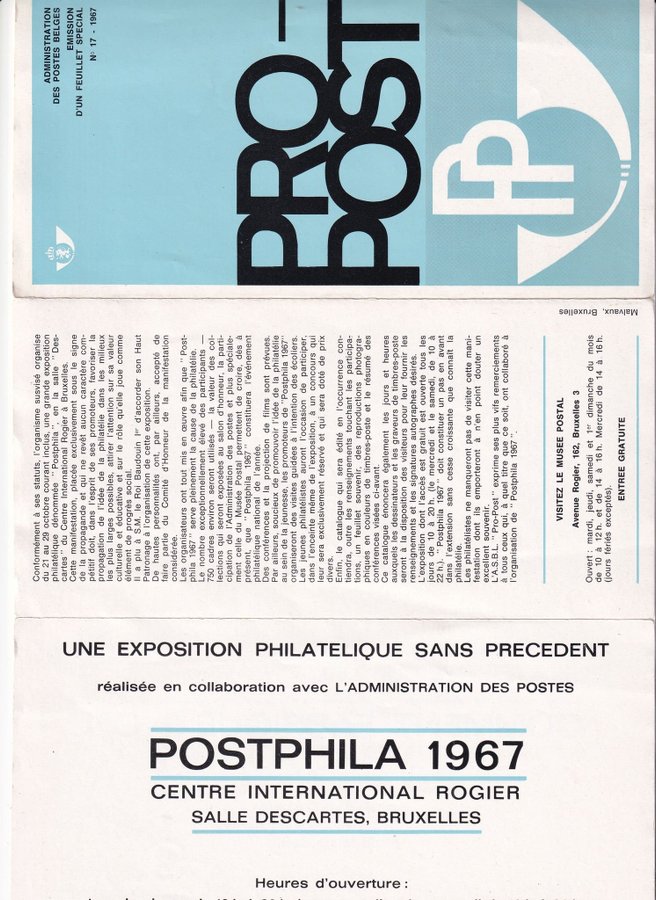 ADMINISTRATION
DES POSTES BELGES
EMISSION
D'UN FEUILLET SPECIAL
N° 17 - 1967
PRO-
POST
PP
Conformément à ses statuts, l'organisme susvisé organise
du 21 au 29 octobre courant inclus, une grande exposition
philatélique dénommée "Postphila", en la salle "Des-
cartes" du Centre International Rogier à Bruxelles.
Cette manifestation, placée exclusivement sous le signe
de la propagande et qui ne revêt aucun caractère com-
pétitif doit, dans l'esprit de ses promoteurs, favoriser la
propagation de l'idée de la philatélie dans les milieux
les plus larges possibles, attirer l'attention sur sa valeur
culturelle et éducative et sur le rôle qu'elle joue comme
élément de progrès social.
Il a plu à S.M. le Roi Baudouin 1er d'accorder son Haut
Patronage à l'organisation de cette exposition.
De hautes personnalités ont, par ailleurs, accepté de
faire partie du Comité d'Honneur de la manifestation
considérée.
Les organisateurs ont tout mis en œuvre afin que "Post-
phila 1967" serve pleinement la cause de la philatélie.
Le nombre exceptionnellement élevé des participants —
750 cadres environ seront utilisés — la valeur des col-
lections qui seront exposées au salon d'honneur, la parti-
cipation de l'Administration des postes et plus spéciale-
ment celle du Musée Postal permettent de dire, dès à
présent, que "Postphila 1967" constituera l'événement
philatélique national de l'année.
Des conférences et la projection de films sont prévues.
Par ailleurs, soucieux de promouvoir l'idée de la philatélie
au sein de la jeunesse, les promoteurs de "Postphila 1967"
organiseront des visites guidées à l'intention des écoliers.
Les jeunes philatélistes auront l'occasion de participer,
dans l'enceinte même de l'exposition, à un concours qui
leur sera exclusivement réservé et qui sera doté de prix
divers.
Enfin, le catalogue qui sera édité en l'occurrence con-
tiendra, outre les renseignements touchant les participa-
tions, un feuillet souvenir, des reproductions photogra-
phiques en couleurs de timbres-poste et le résumé des
conférences visées ci-avant.
Ce catalogue énoncera également les jours et heures
auxquels les dessinateurs et les graveurs de timbres-poste
seront à la disposition des visiteurs pour leur fournir les
renseignements et les signatures autographes désirés.
L'exposition, dont l'accès est gratuit est ouverte tous les
jours de 10 à 20 h. (le mercredi et le samedi, de 10 à
22 h.). "Postphila 1967" doit constituer un pas en avant
dans l'extension sans cesse croissante que connaît la
philatélie.
Les philatélistes ne manqueront pas de visiter cette mani-
festation et ils en emporteront à n'en point douter un
excellent souvenir.
L'A.S.B.L. "Pro-Post" exprime ses plus vifs remerciements
à tous ceux qui, à quelque titre que ce soit, ont collaboré à
l'organisation de "Postphila 1967".
VISITEZ LE MUSEE POSTAL
Avenue Rogier, 162, Bruxelles 3
Ouvert : mardi, jeudi, samedi et 1er dimanche du mois
de 10 à 12 h. et de 14 à 16 h. Mercredi de 14 à 16 h.
(jours fériés exceptés).
ENTREE GRATUITE
Malvaux, Bruxelles
UNE EXPOSITION PHILATELIQUE SANS PRECEDENT
réalisée en collaboration avec L'ADMINISTRATION DES POSTES
POSTPHILA 1967
CENTRE INTERNATIONAL ROGIER
SALLE DESCARTES, BRUXELLES
Heures d'ouverture :